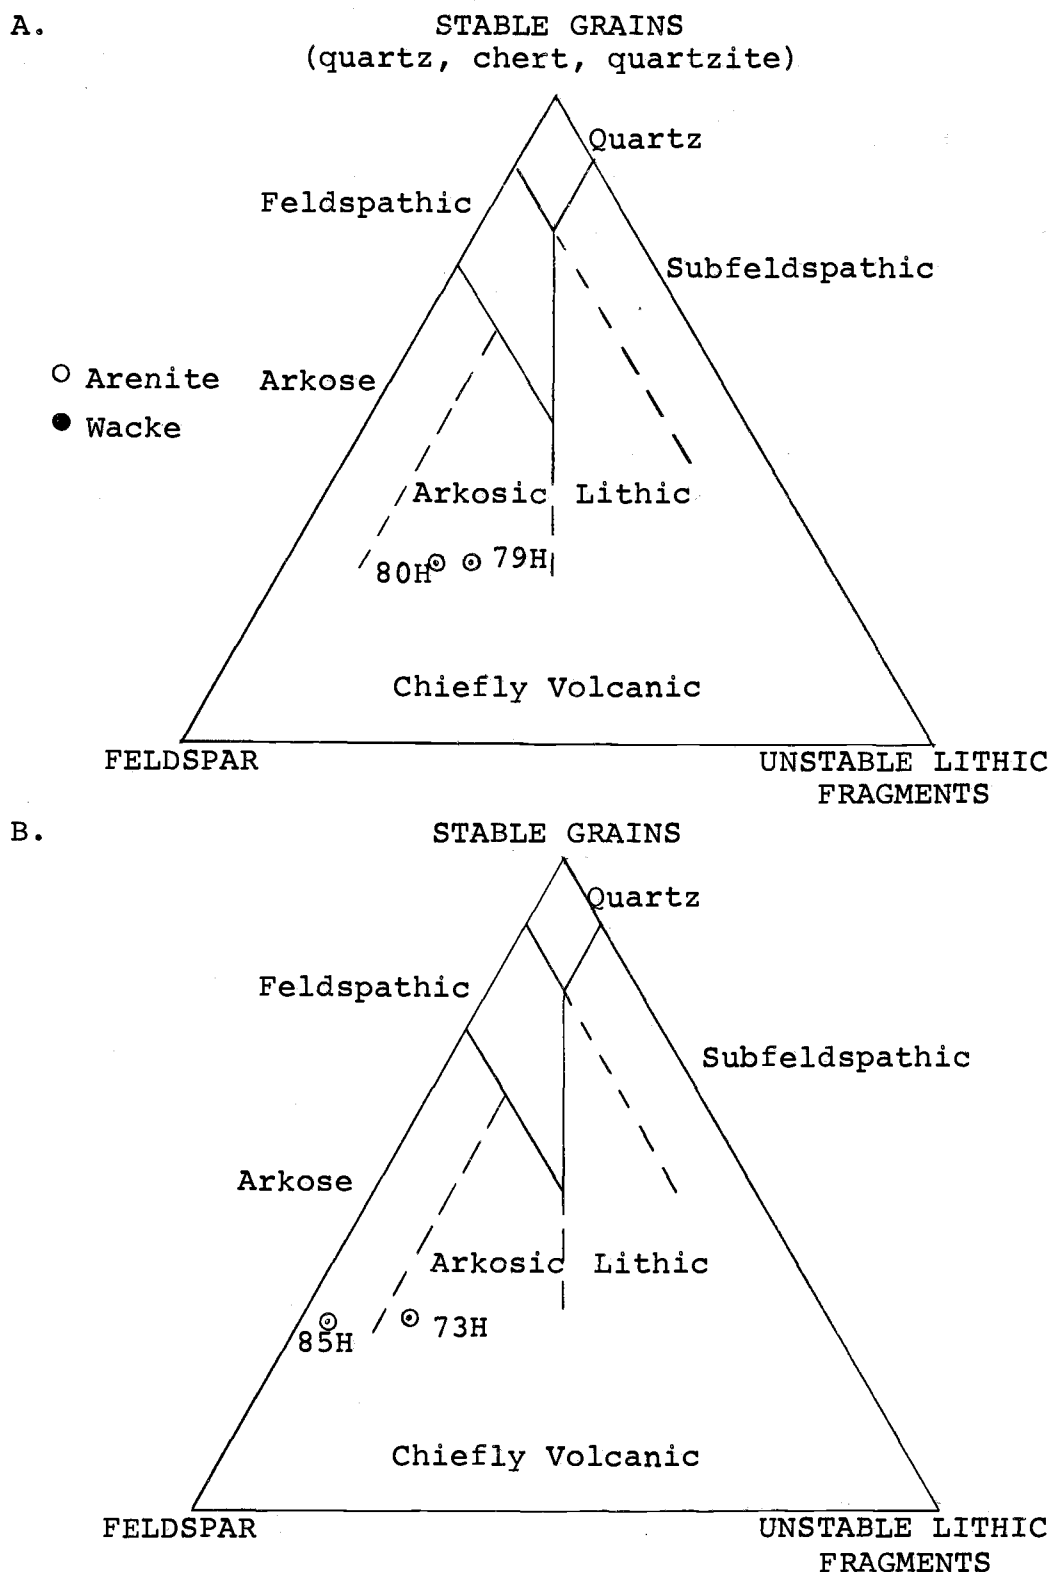 A.
STABLE GRAINS
(quartz, chert, quartzite)
Quartz
Feldspathic
Subfeldspathic
Arenite
Wacke
Arkose
Arkosic
Lithic
80H
79H
Chiefly Volcanic
FELDSPAR
UNSTABLE LITHIC
FRAGMENTS
B.
STABLE GRAINS
Quartz
Feldspathic
Subfeldspathic
Arkose
Arkosic
Lithic
85H
73H
Chiefly Volcanic
FELDSPAR
UNSTABLE LITHIC
FRAGMENTS